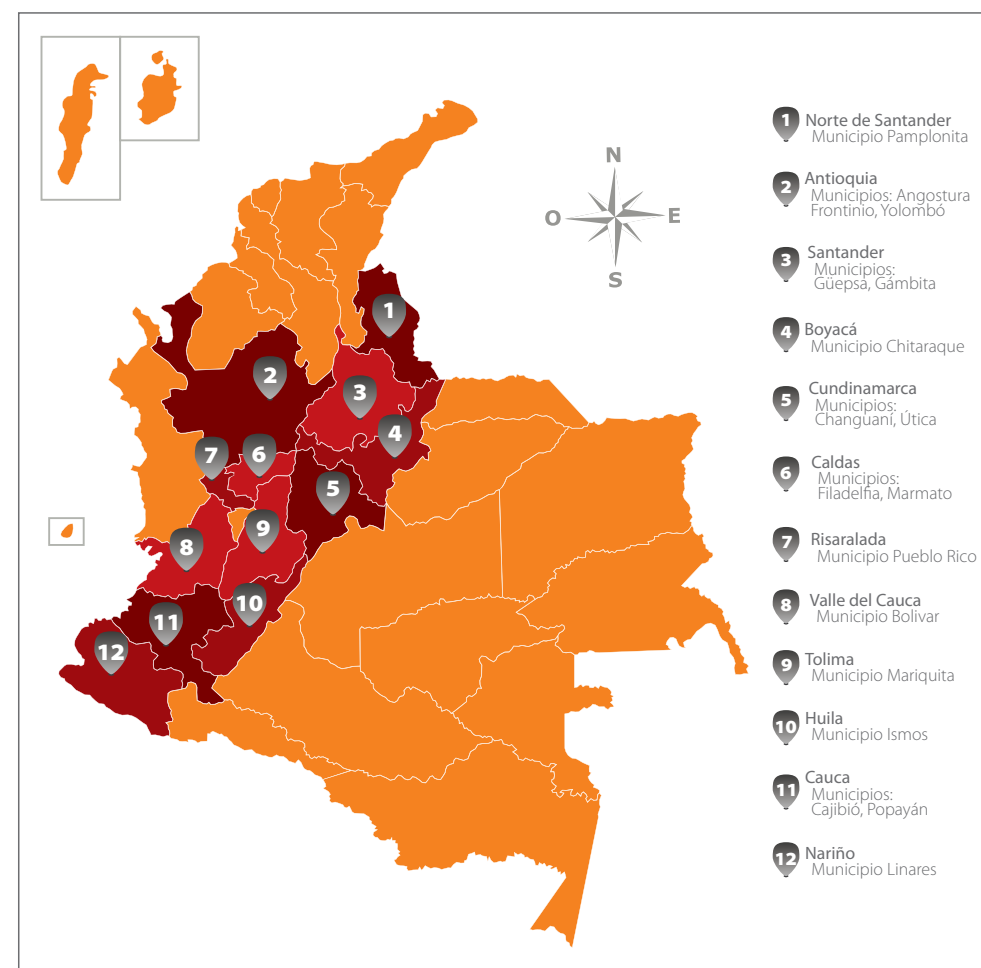 N
O
E
S
1
2
3
4
5
6
7
8
9
10
11
12
1 Norte de Santander
Municipio Pamplonita
2 Antioquia
Municipios: Angostura
Frontinio, Yolombó
3 Santander
Municipios:
Güepsa, Gámbita
4 Boyacá
Municipio Chitaraque
5 Cundinamarca
Municipios:
Changuaní, Útica
6 Caldas
Municipios:
Filadelfia, Marmato
7 Risaralada
Municipio Pueblo Rico
8 Valle del Cauca
Municipio Bolivar
9 Tolima
Municipio Mariquita
10 Huila
Municipio Ismos
11 Cauca
Municipios:
Cajibió, Popayán
12 Nariño
Municipio Linares